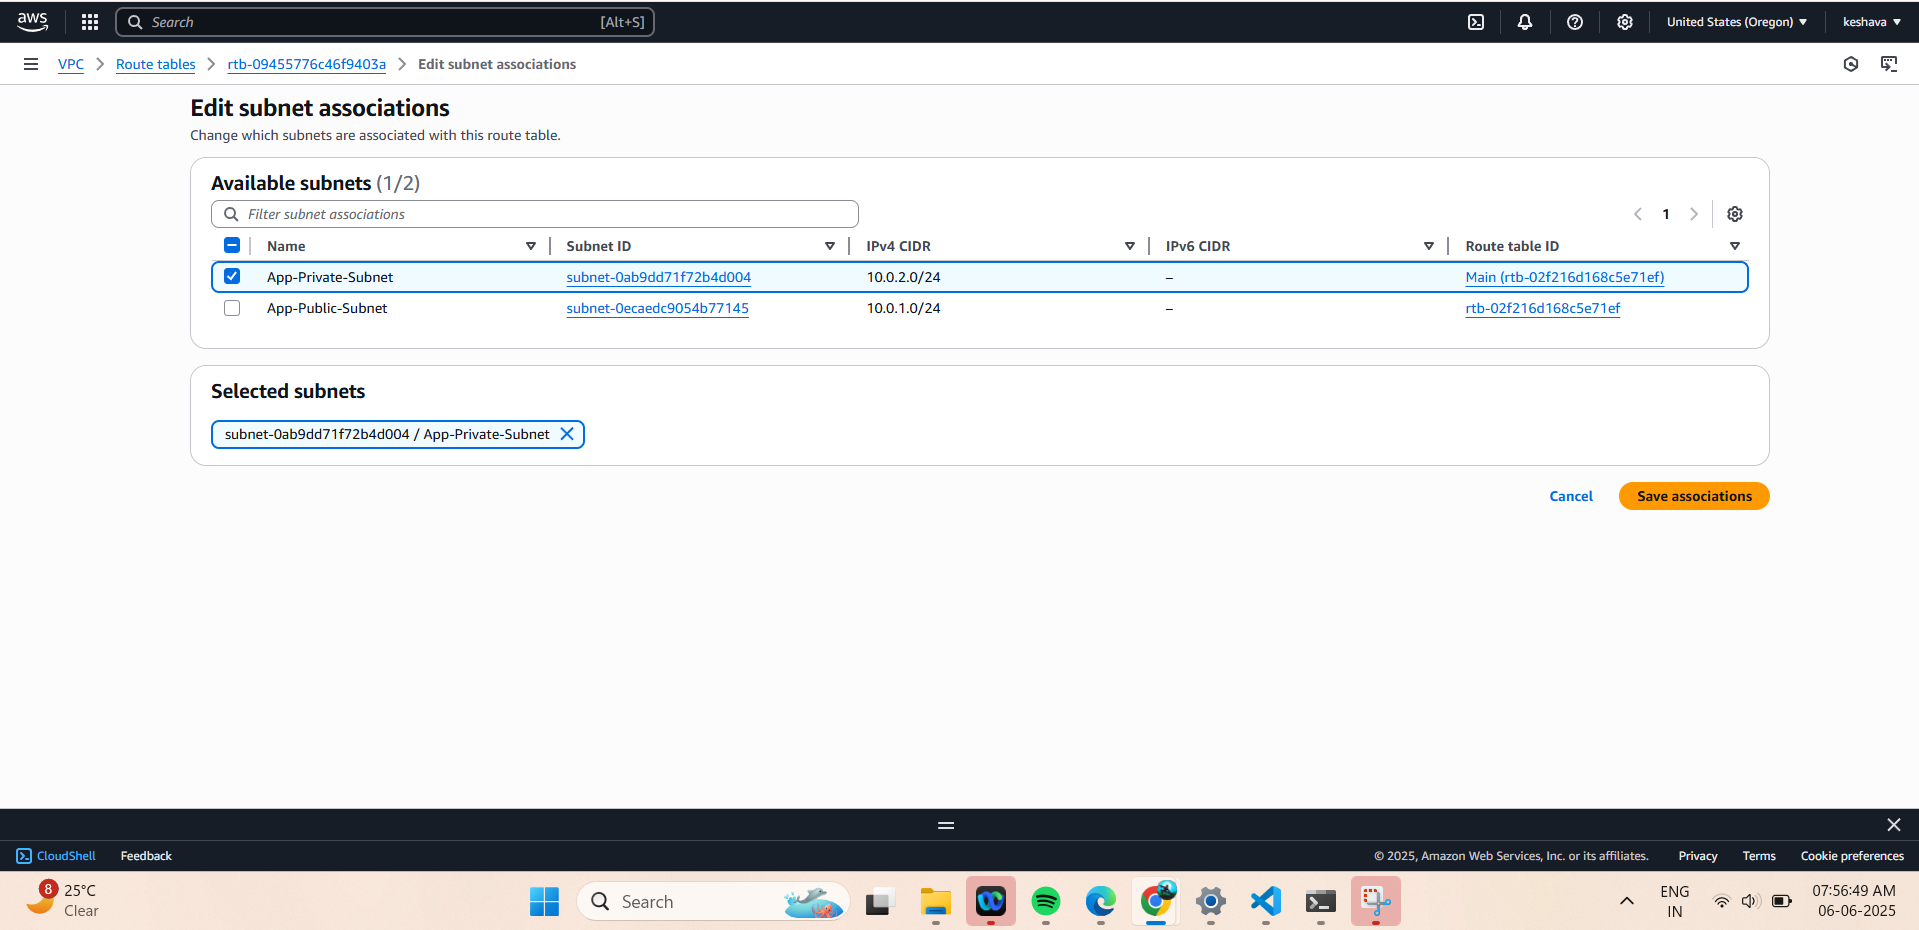 aws
Search [Alt+S] United States (Oregon) keshava
VPC Route tables rtb-09455776c46f9403a Edit subnet associations
Edit subnet associations
Change which subnets are associated with this route table.
Available subnets (1/2)
Filter subnet associations 1
Name Subnet ID IPv4 CIDR IPv6 CIDR Route table ID
App-Private-Subnet subnet-0ab9dd71f72b4d004 10.0.2.0/24 – Main (rtb-02f216d168c5e71ef)
App-Public-Subnet subnet-0ecaedc9054b77145 10.0.1.0/24 – rtb-02f216d168c5e71ef
Selected subnets
subnet-0ab9dd71f72b4d004 / App-Private-Subnet
Cancel Save associations
CloudShell Feedback © 2025, Amazon Web Services, Inc. or its affiliates. Privacy Terms Cookie preferences
8 25°C
Clear
Search
ENG
IN
07:56:49 AM
06-06-2025